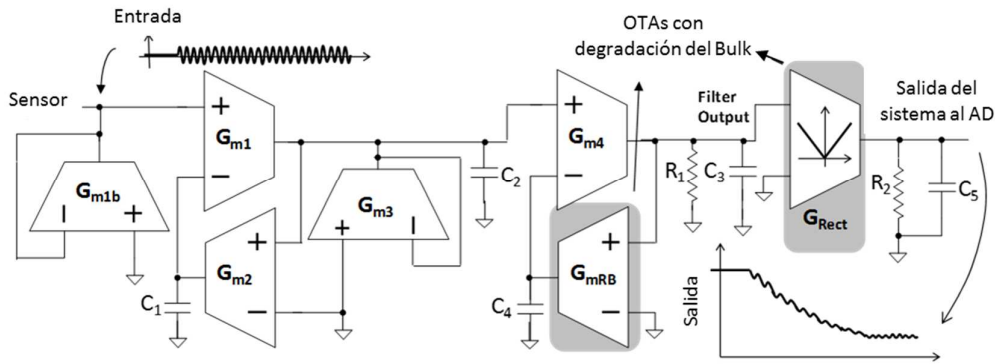 Entrada
OTAs con
degradación del Bulk
Sensor
Salida del
sistema al AD
Filter
Output
+
Gm1
−
Gm1b
− +
Gm3
+ −
C2
+
Gm2
−
C1
+
Gm4
−
R1
C3
GRect
R2
C5
+
GmRB
−
C4
Salida